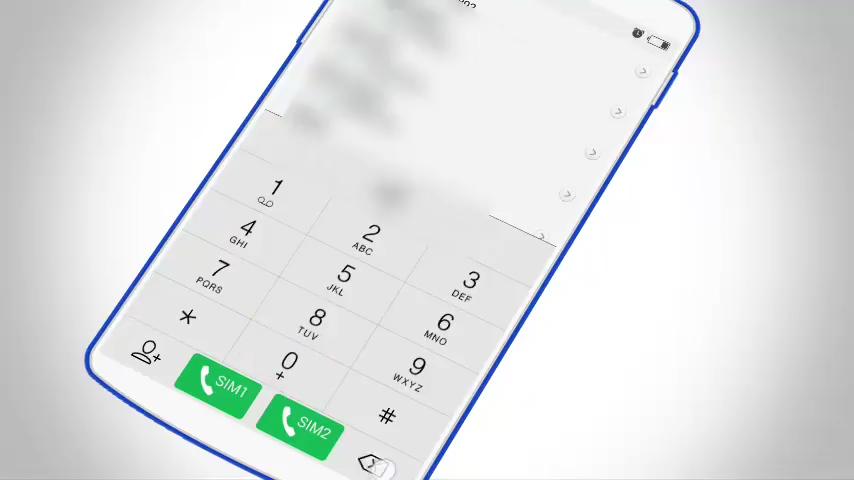 1
2
ABC
3
DEF
4
GHI
5
JKL
6
MNO
7
PQRS
8
TUV
9
WXYZ
*
0
+
#
SIM1
SIM2